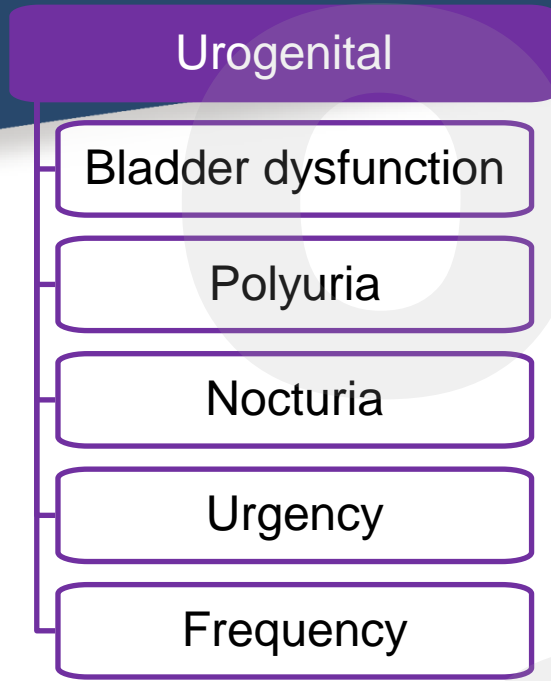 Urogenital
Bladder dysfunction
Polyuria
Nocturia
Urgency
Frequency